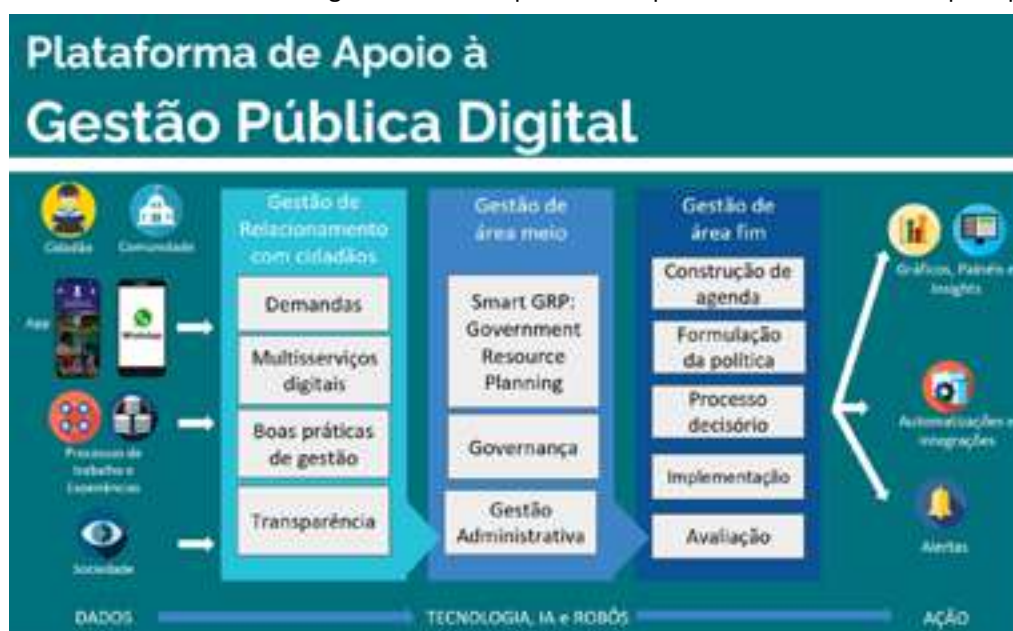 Plataforma de Apoio à
Gestão Pública Digital
Cidadão
Comunidade
App
WhatsApp
Processos de
trabalho e
Experiências
Sociedade
Gestão de
Relacionamento
com cidadãos
Demandas
Multisserviços
digitais
Boas práticas
de gestão
Transparência
Gestão de
área meio
Smart GRP:
Government
Resource
Planning
Governança
Gestão
Administrativa
Gestão de
área fim
Construção de
agenda
Formulação
da política
Processo
decisório
Implementação
Avaliação
Gráficos, Painéis e
Insights
Automatizações e
Integrações
Alertas
DADOS
TECNOLOGIA, IA e ROBÔS
AÇÃO